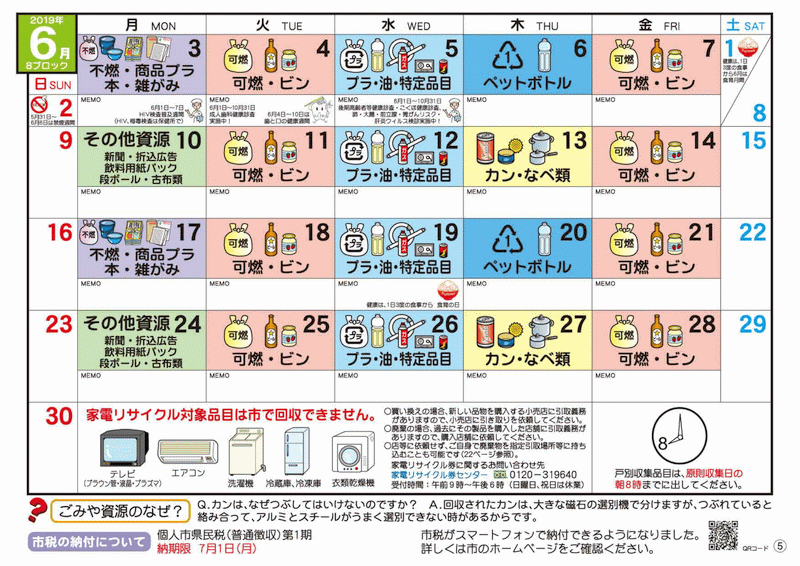 2019年
6月
8ブロック
月 MON
火 TUE
水 WED
木 THU
金 FRI
土 SAT
日 SUN
不燃
3
不燃・商品プラ
本・雑がみ
可燃
4
可燃・ビン
プラ
5
プラ・油・特定品目
1
6
ペットボトル
可燃
7
可燃・ビン
1
健康は、1日
3度の食事
から6月は
食育月間
8
2
5月31日～
6月6日は禁煙週間
MEMO
6月1日～7日
HIV検査普及週間
(HIV、梅毒検査は保健所で)
MEMO
6月1日～10月31日
成人歯科健康診査
実施中！
6月4日～10日は
歯と口の健康週間
MEMO
6月1日～10月31日
後期高齢者等健康診査・こくほ健康診査、
肺・大腸・前立腺・胃がんリスク・
肝炎ウイルス検診実施中！
MEMO
MEMO
9
その他資源 10
新聞・折込広告
飲料用紙パック
段ボール・古布類
可燃
11
可燃・ビン
プラ
12
プラ・油・特定品目
13
カン・なべ類
可燃
14
可燃・ビン
15
MEMO
MEMO
MEMO
MEMO
MEMO
16
不燃
17
不燃・商品プラ
本・雑がみ
可燃
18
可燃・ビン
プラ
19
プラ・油・特定品目
1
20
ペットボトル
可燃
21
可燃・ビン
22
MEMO
MEMO
MEMO
健康は、1日3度の食事から 食育の日
MEMO
MEMO
23
その他資源 24
新聞・折込広告
飲料用紙パック
段ボール・古布類
可燃
25
可燃・ビン
プラ
26
プラ・油・特定品目
27
カン・なべ類
可燃
28
可燃・ビン
29
MEMO
MEMO
MEMO
MEMO
MEMO
30
家電リサイクル対象品目は市で回収できません。
テレビ
(ブラウン管・液晶・プラズマ)
エアコン
洗濯機
冷蔵庫、冷凍庫
衣類乾燥機
○買い換えの場合、新しい品物を購入する小売店に引取義務
がありますので、小売店に引き取りを依頼してください。
○廃棄の場合、過去にその製品を購入した店舗に引取義務が
ありますので、購入店舗に依頼してください。
○店等に依頼せず、ご自身で廃棄物を指定引取場所等に持ち
込むことも可能です(22ページ参照)。
家電リサイクル券に関するお問い合わせ先
家電リサイクル券センター 0120－319640
受付時間：午前9時～午後6時(日曜日、祝日は休業)
8
戸別収集品目は、原則収集日の
朝8時までに出してください。
ごみや資源のなぜ？
Q.カンは、なぜつぶしてはいけないのですか？ A.回収されたカンは、大きな磁石の選別機で分けますが、つぶれていると
絡み合って、アルミとスチールがうまく選別できない時があるからです。
市税の納付について
個人市県民税(普通徴収)第1期
納期限 7月1日(月)
市税がスマートフォンで納付できるようになりました。
詳しくは市のホームページをご確認ください。
QRコード
5